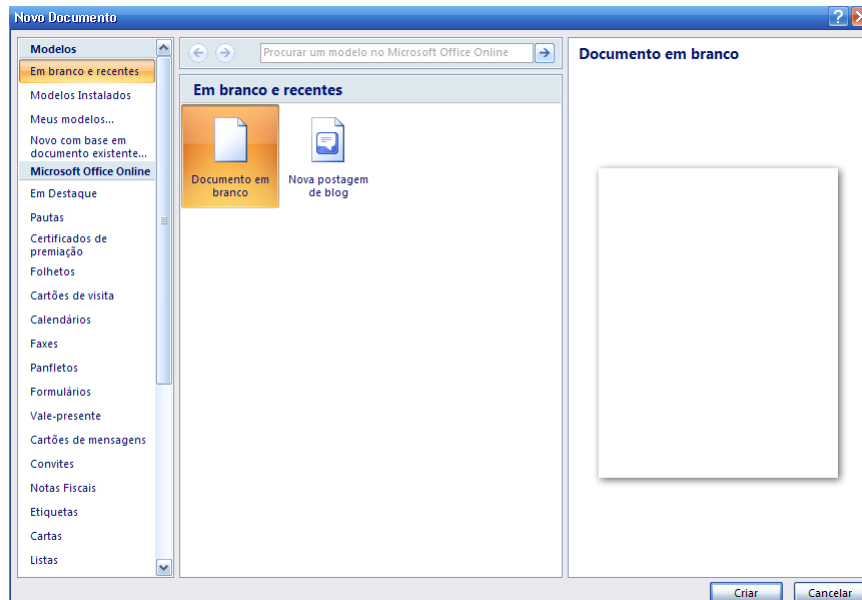 Novo Documento
Modelos
Em branco e recentes
Modelos Instalados
Meus modelos...
Novo com base em
documento existente...
Microsoft Office Online
Em Destaque
Pautas
Certificados de
premiação
Folhetos
Cartões de visita
Calendários
Faxes
Panfletos
Formulários
Vale-presente
Cartões de mensagens
Convites
Notas Fiscais
Etiquetas
Cartas
Listas
Procurar um modelo no Microsoft Office Online
Em branco e recentes
Documento em
branco
Nova postagem
de blog
Documento em branco
Criar
Cancelar